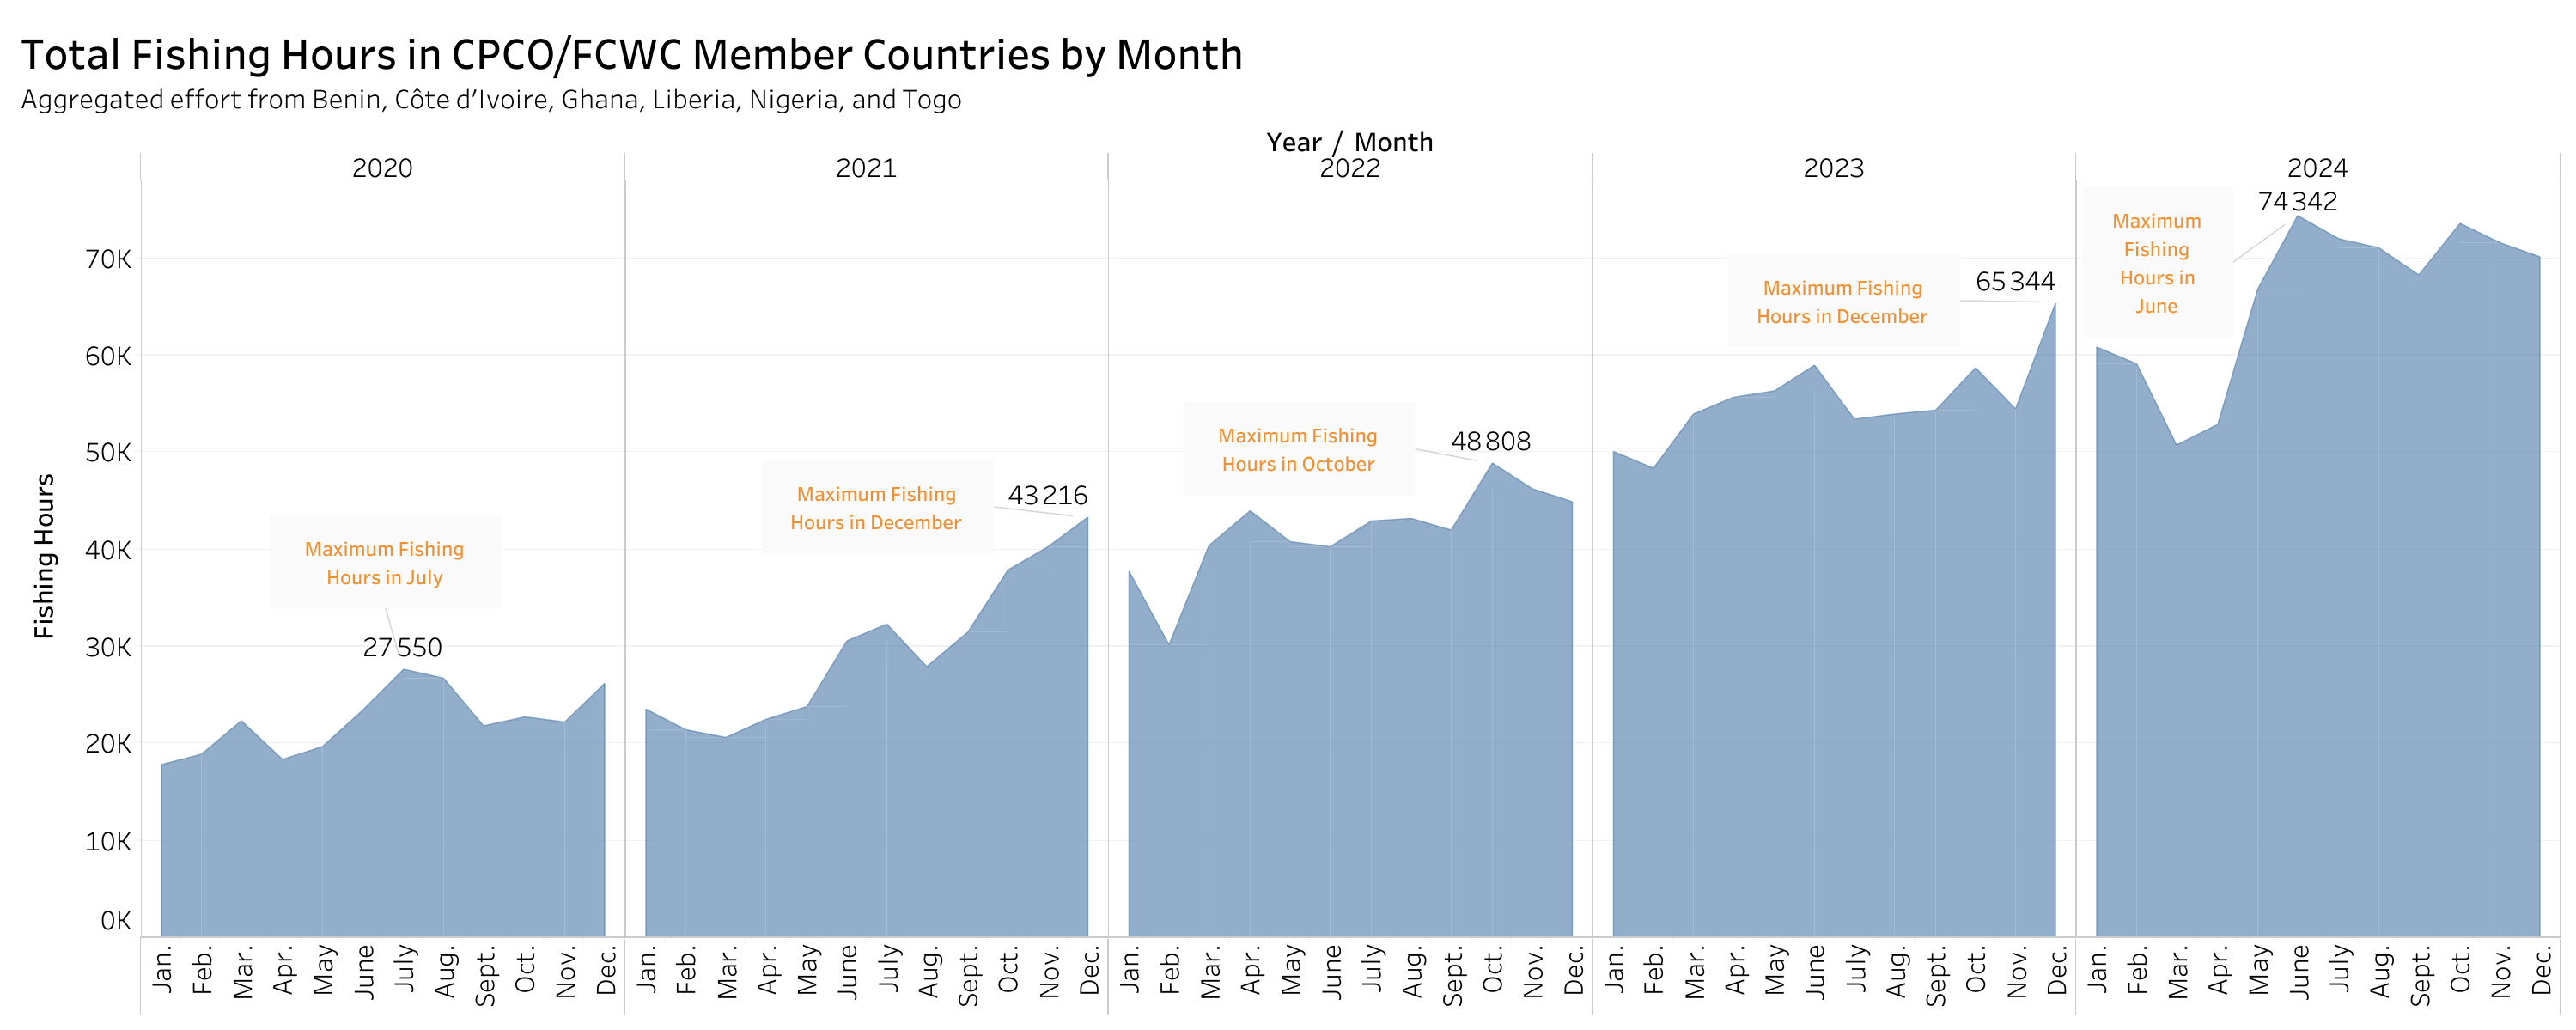 Total Fishing Hours in CPCO/FCWC Member Countries by Month
Aggregated effort from Benin, Côte d'Ivoire, Ghana, Liberia, Nigeria, and Togo
Year / Month
2020 2021 2022 2023 2024
Fishing Hours
70K
60K
50K
40K
30K
20K
10K
0K
Maximum Fishing
Hours in July
27 550
Maximum Fishing
Hours in December
43 216
Maximum Fishing
Hours in October
48 808
Maximum Fishing
Hours in December
65 344
Maximum
Fishing
Hours in
June
74 342
Jan. Feb. Mar. Apr. May June July Aug. Sept. Oct. Nov. Dec.
Jan. Feb. Mar. Apr. May June July Aug. Sept. Oct. Nov. Dec.
Jan. Feb. Mar. Apr. May June July Aug. Sept. Oct. Nov. Dec.
Jan. Feb. Mar. Apr. May June July Aug. Sept. Oct. Nov. Dec.
Jan. Feb. Mar. Apr. May June July Aug. Sept. Oct. Nov. Dec.